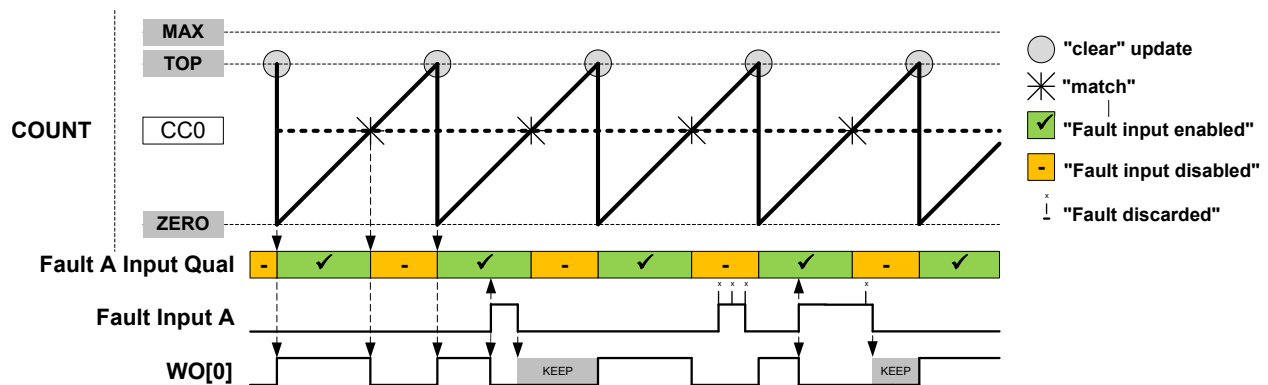 MAX
TOP
COUNT
CC0
ZERO
"clear" update
"match"
"Fault input enabled"
"Fault input disabled"
x
"Fault discarded"
Fault A Input Qual
- ✓ - ✓ - ✓ - ✓ - ✓
x x x x
Fault Input A
WO[0]
KEEP KEEP